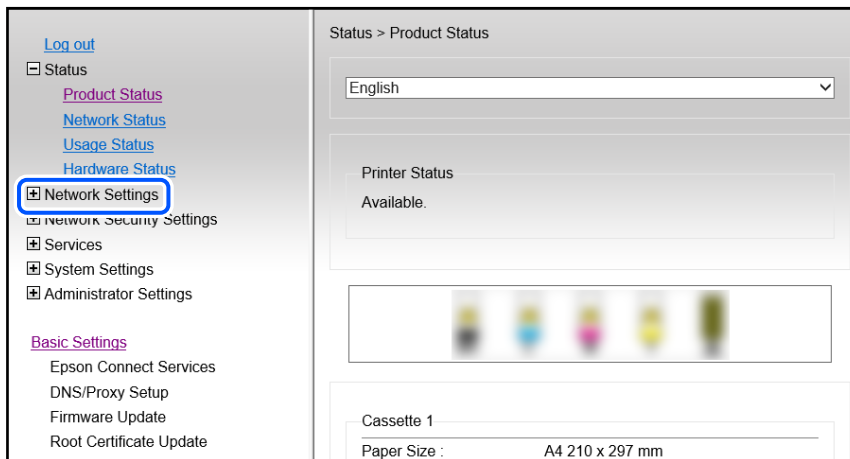 Log out
Status
Product Status
Network Status
Usage Status
Hardware Status
Network Settings
Network Security Settings
Services
System Settings
Administrator Settings
Basic Settings
Epson Connect Services
DNS/Proxy Setup
Firmware Update
Root Certificate Update
Status > Product Status
English
Printer Status
Available.
Cassette 1
Paper Size : A4 210 x 297 mm